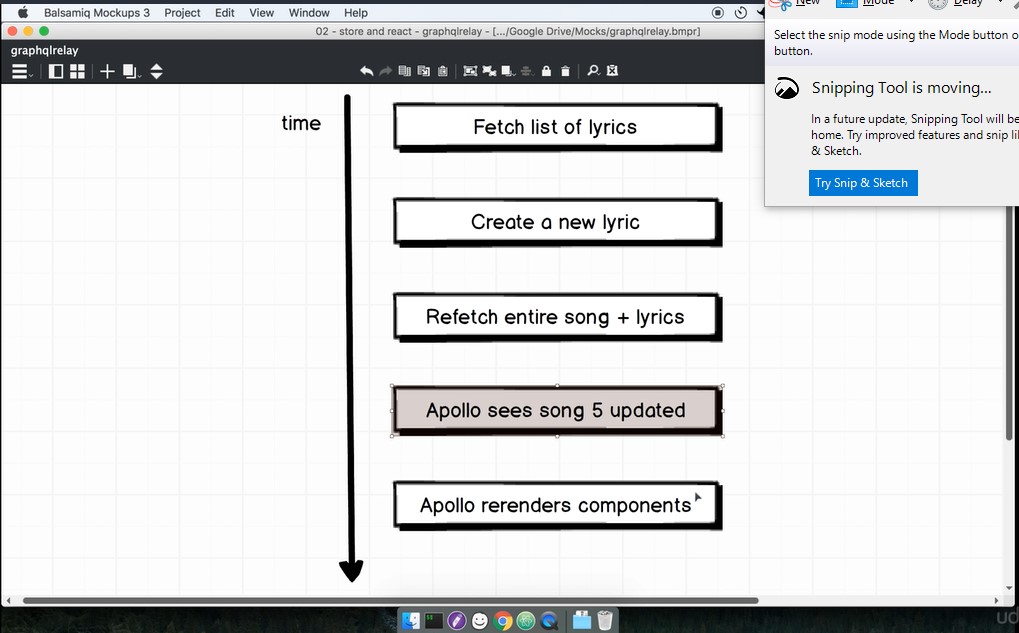 Balsamiq Mockups 3 Project Edit View Window Help
02 - store and react - graphqlrelay - [.../Google Drive/Mocks/graphqlrelay.bmpr]
graphqlrelay
New Mode Delay
Select the snip mode using the Mode button o
button.
Snipping Tool is moving...
In a future update, Snipping Tool will be
home. Try improved features and snip li
& Sketch.
Try Snip & Sketch
time
Fetch list of lyrics
Create a new lyric
Refetch entire song + lyrics
Apollo sees song 5 updated
Apollo rerenders components
ud